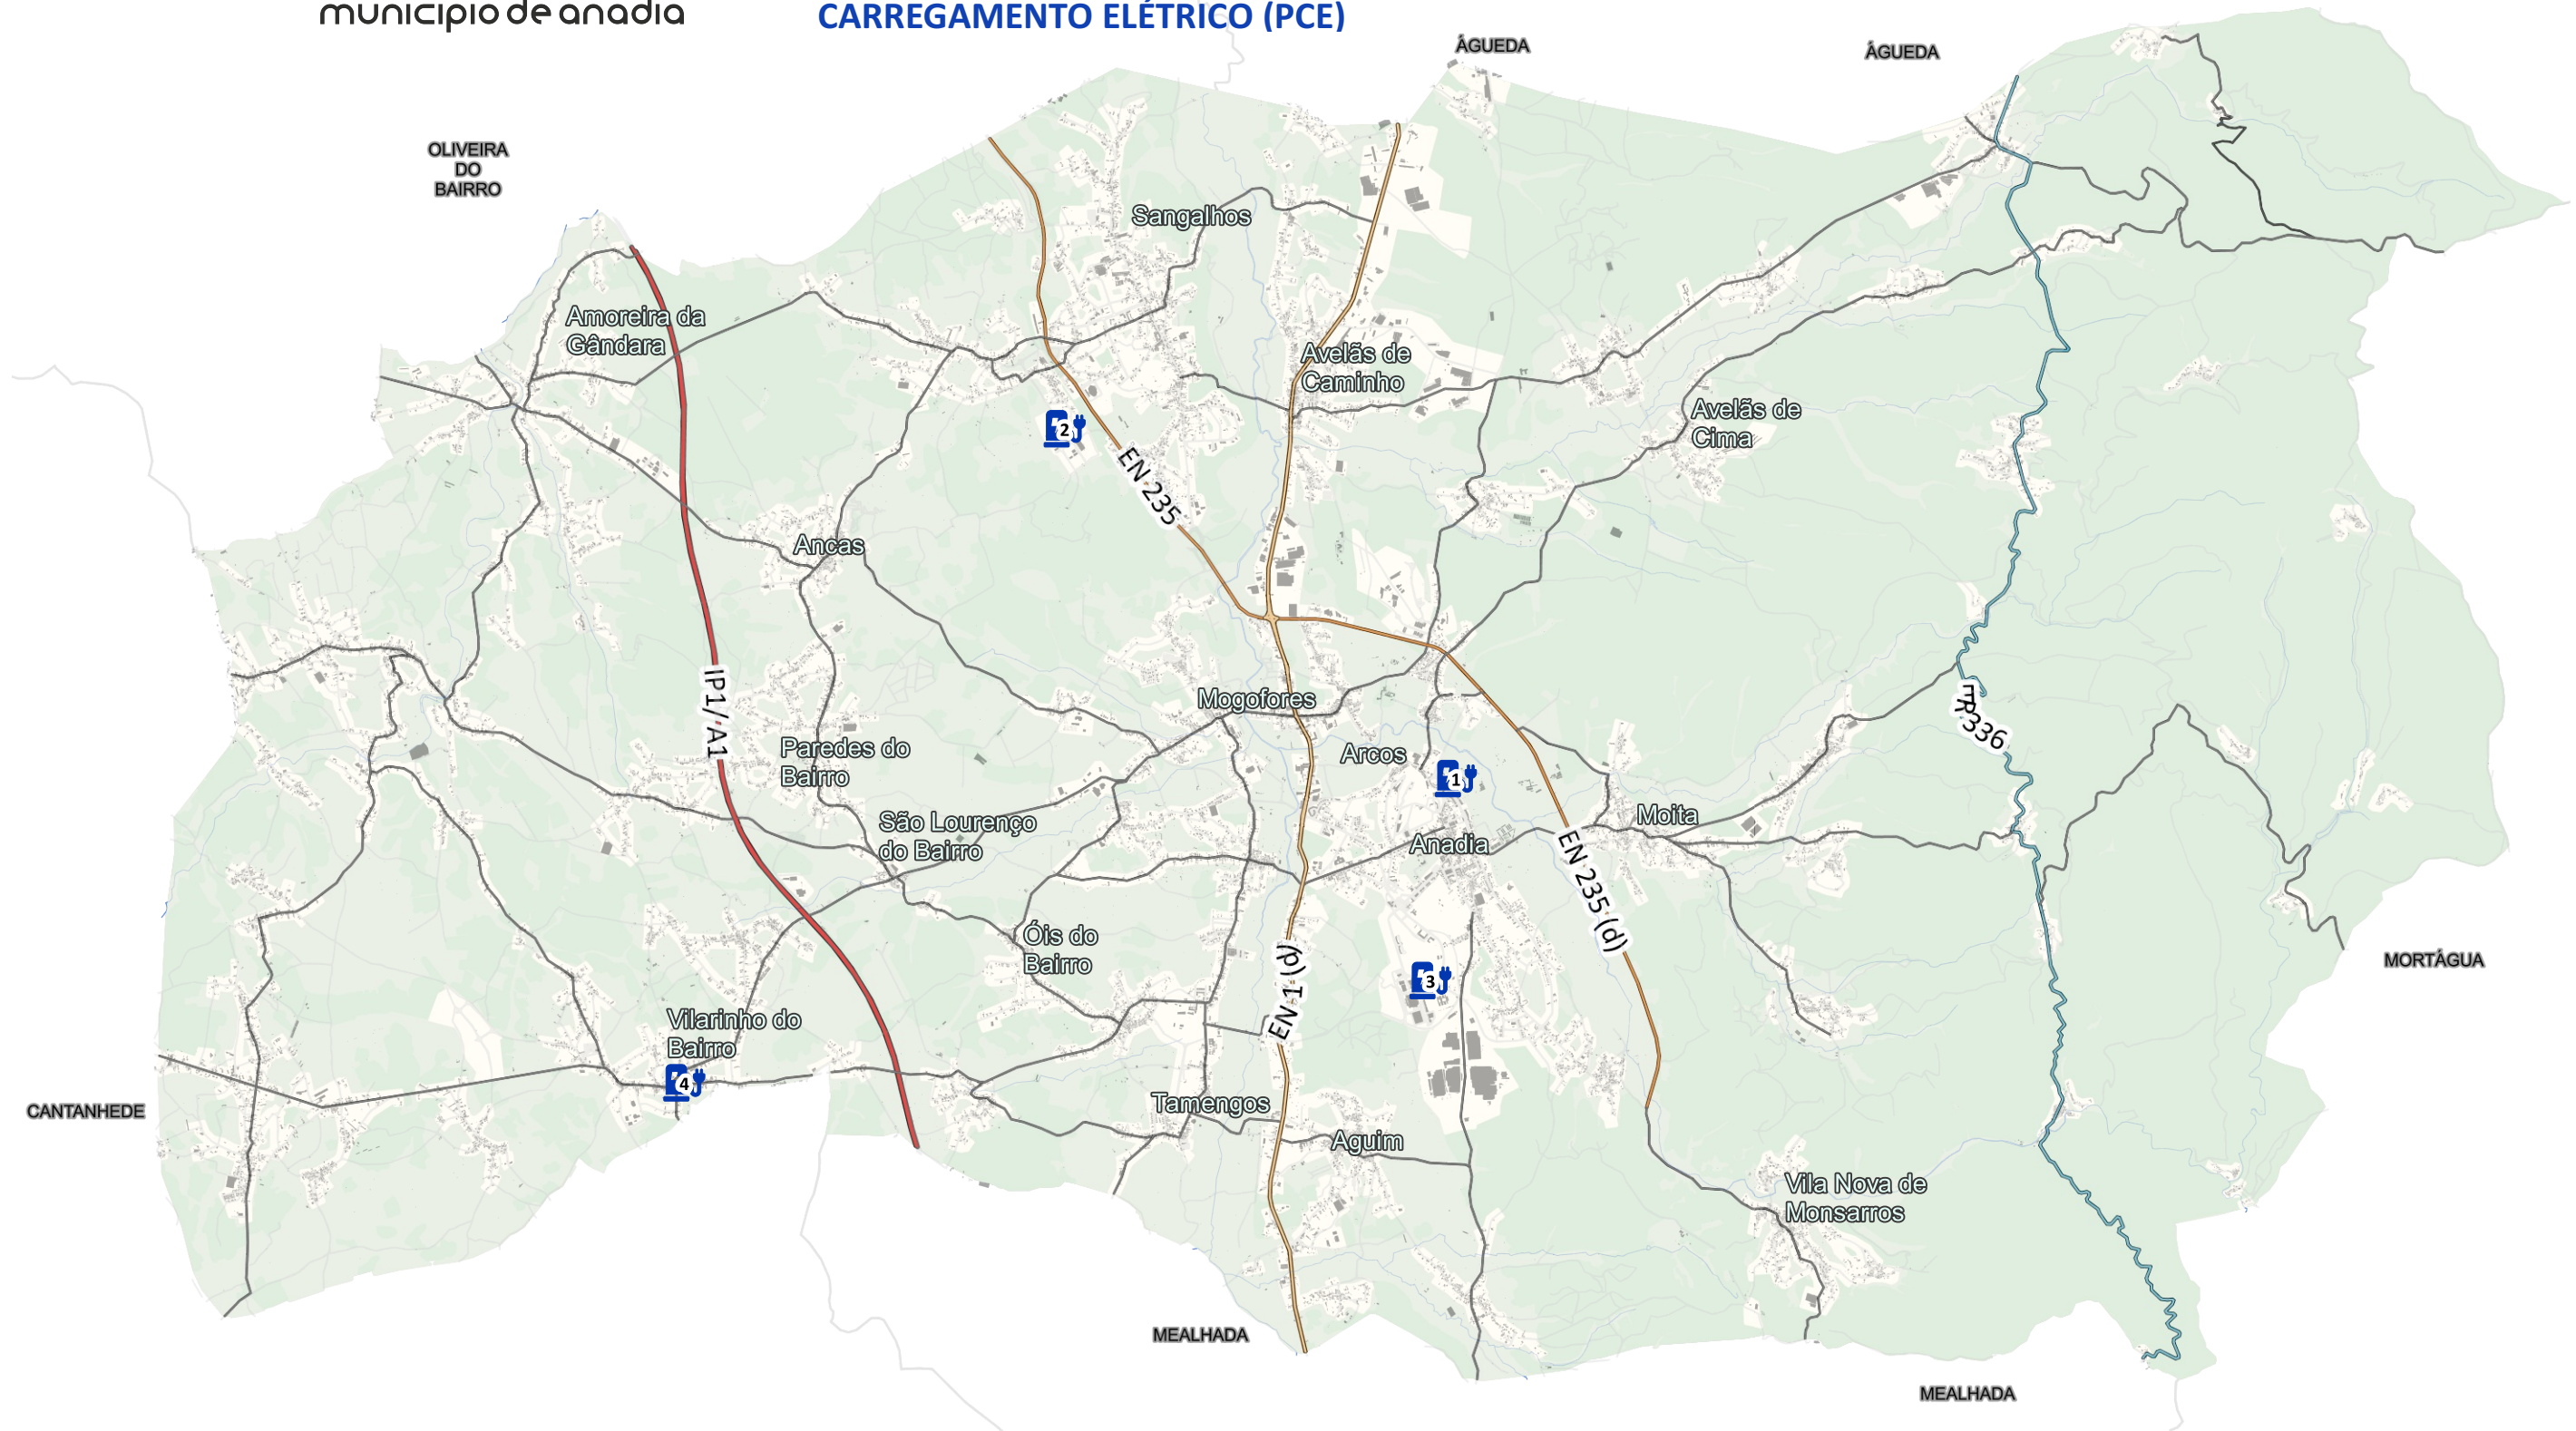 município de anadia
CARREGAMENTO ELÉTRICO (PCE)
ÁGUEDA
ÁGUEDA
OLIVEIRA
DO
BAIRRO
Sangalhos
Amoreira da
Gândara
Avelãs de
Caminho
Avelãs de
Cima
2
EN 235
Ancas
IP1/A1
Mogofores
ER 336
Paredes do
Bairro
Arcos
1
São Lourenço
do Bairro
Moita
Anadia
EN 235 (d)
Óis do
Bairro
EN 1 (p)
3
MORTÁGUA
Vilarinho do
Bairro
4
CANTANHEDE
Tamengos
Aguim
Vila Nova de
Monsarros
MEALHADA
MEALHADA